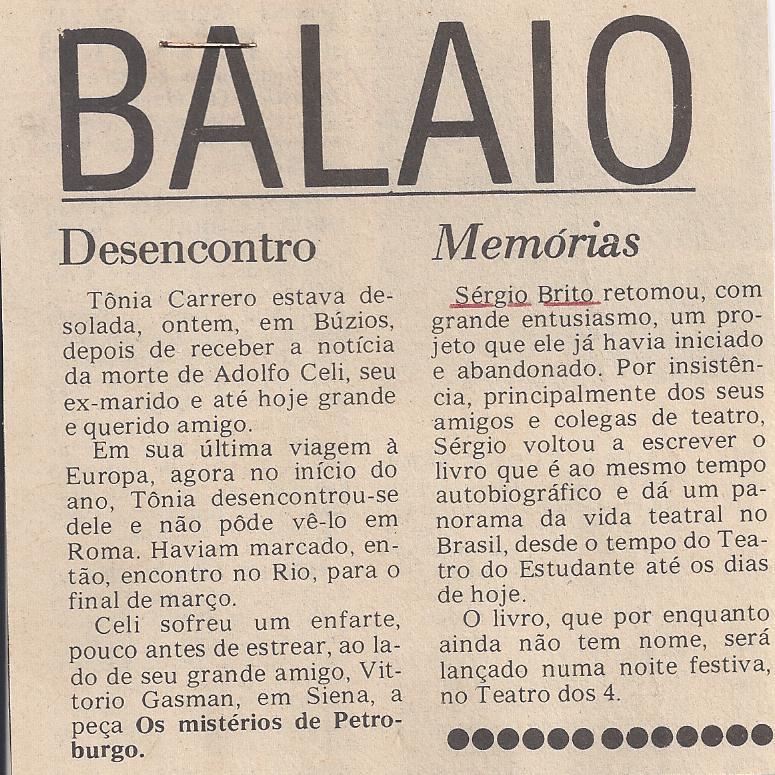 BALAIO
Desencontro
Tônia Carrero estava de-
solada, ontem, em Búzios,
depois de receber a notícia
da morte de Adolfo Celi, seu
ex-marido e até hoje grande
e querido amigo.
Em sua última viagem à
Europa, agora no início do
ano, Tônia desencontrou-se
dele e não pôde vê-lo em
Roma. Haviam marcado, en-
tão, encontro no Rio, para o
final de março.
Celi sofreu um enfarte,
pouco antes de estrear, ao la-
do de seu grande amigo, Vit-
torio Gasman, em Siena, a
peça Os mistérios de Petro-
burgo.
Memórias
Sérgio Brito retomou, com
grande entusiasmo, um pro-
jeto que ele já havia iniciado
e abandonado. Por insistên-
cia, principalmente dos seus
amigos e colegas de teatro,
Sérgio voltou a escrever o
livro que é ao mesmo tempo
autobiográfico e dá um pa-
norama da vida teatral no
Brasil, desde o tempo do Tea-
tro do Estudante até os dias
de hoje.
O livro, que por enquanto
ainda não tem nome, será
lançado numa noite festiva,
no Teatro dos 4.